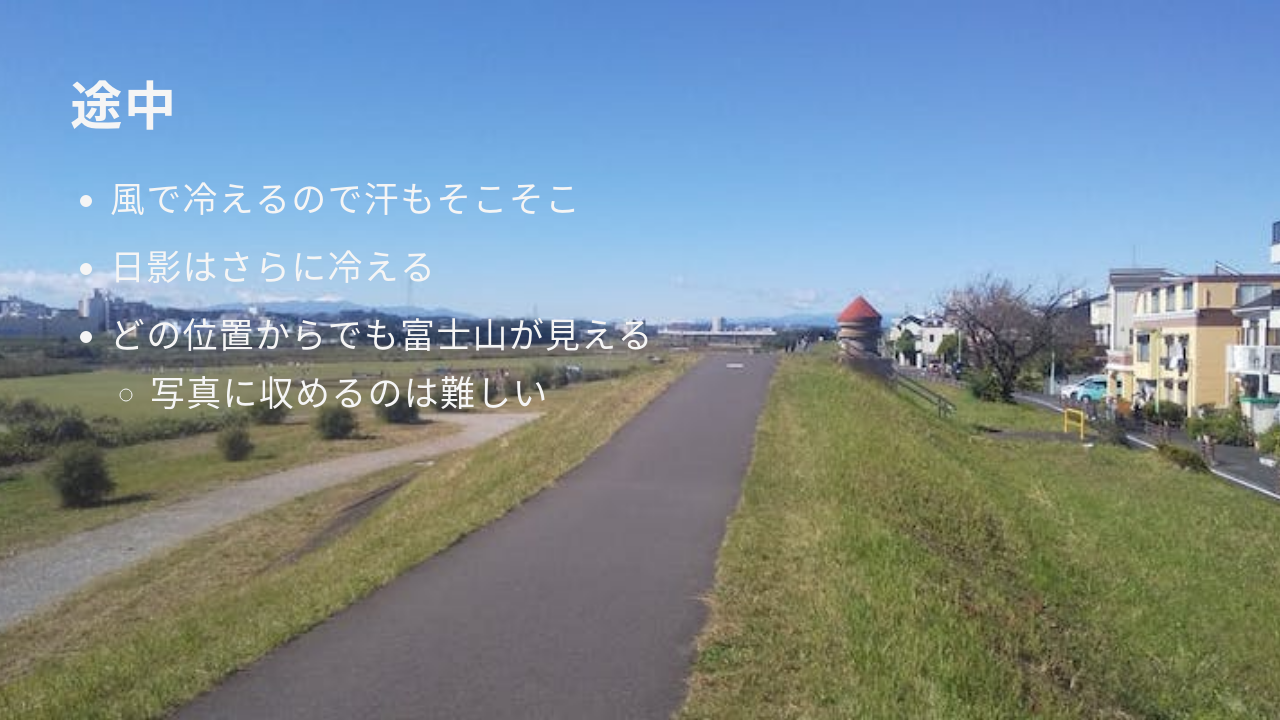 途中
• 風で冷えるので汗もそこそこ
• 日影はさらに冷える
• どの位置からでも富士山が見える
○ 写真に収めるのは難しい